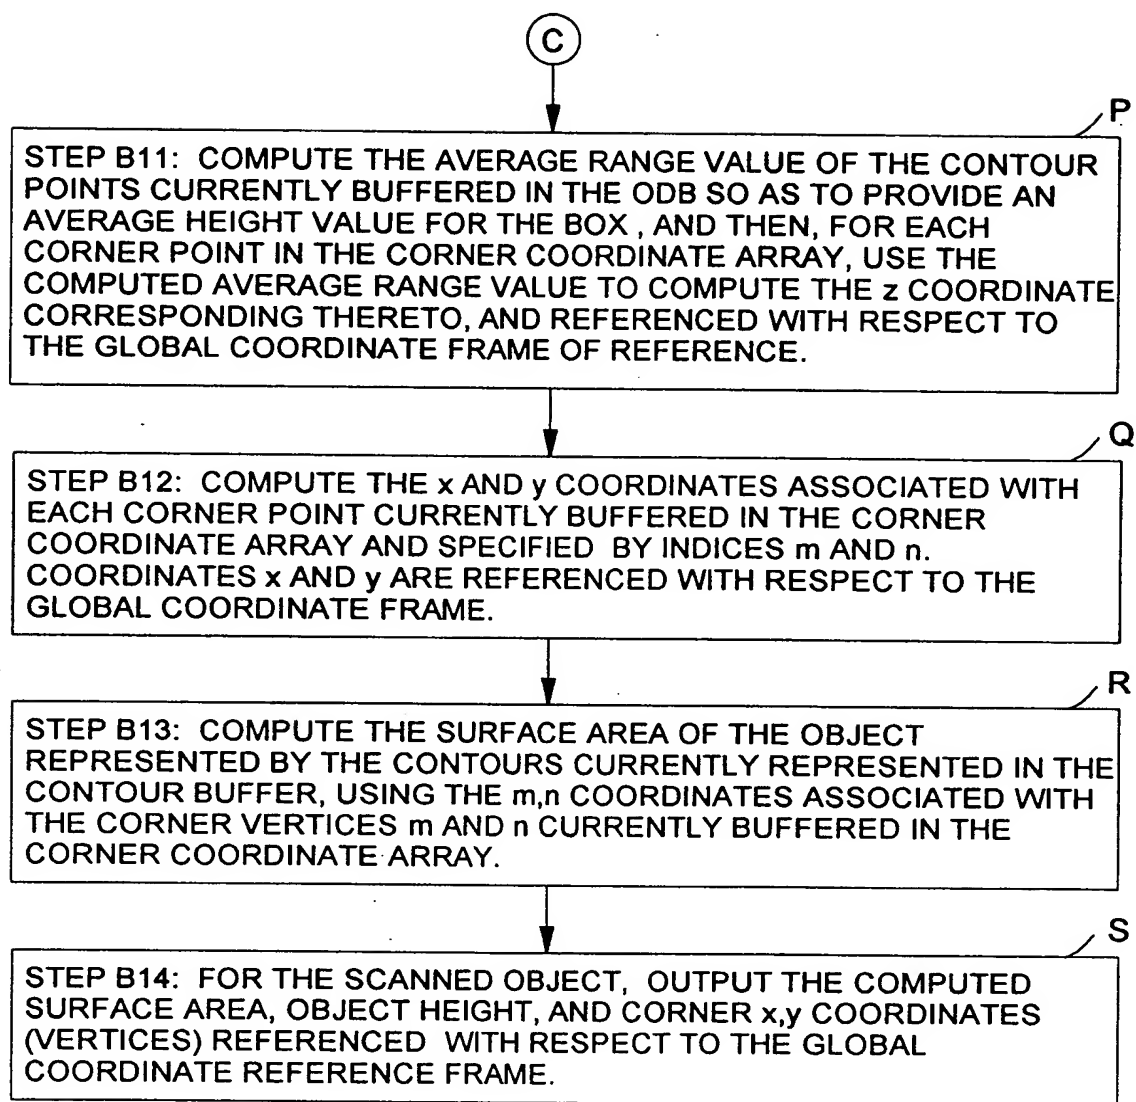 C
P
STEP B11: COMPUTE THE AVERAGE RANGE VALUE OF THE CONTOUR
POINTS CURRENTLY BUFFERED IN THE ODB SO AS TO PROVIDE AN
AVERAGE HEIGHT VALUE FOR THE BOX , AND THEN, FOR EACH
CORNER POINT IN THE CORNER COORDINATE ARRAY, USE THE
COMPUTED AVERAGE RANGE VALUE TO COMPUTE THE z COORDINATE
CORRESPONDING THERETO, AND REFERENCED WITH RESPECT TO
THE GLOBAL COORDINATE FRAME OF REFERENCE.
Q
STEP B12: COMPUTE THE x AND y COORDINATES ASSOCIATED WITH
EACH CORNER POINT CURRENTLY BUFFERED IN THE CORNER
COORDINATE ARRAY AND SPECIFIED BY INDICES m AND n.
COORDINATES x AND y ARE REFERENCED WITH RESPECT TO THE
GLOBAL COORDINATE FRAME.
R
STEP B13: COMPUTE THE SURFACE AREA OF THE OBJECT
REPRESENTED BY THE CONTOURS CURRENTLY REPRESENTED IN THE
CONTOUR BUFFER, USING THE m,n COORDINATES ASSOCIATED WITH
THE CORNER VERTICES m AND n CURRENTLY BUFFERED IN THE
CORNER COORDINATE ARRAY.
S
STEP B14: FOR THE SCANNED OBJECT, OUTPUT THE COMPUTED
SURFACE AREA, OBJECT HEIGHT, AND CORNER x,y COORDINATES
(VERTICES) REFERENCED WITH RESPECT TO THE GLOBAL
COORDINATE REFERENCE FRAME.